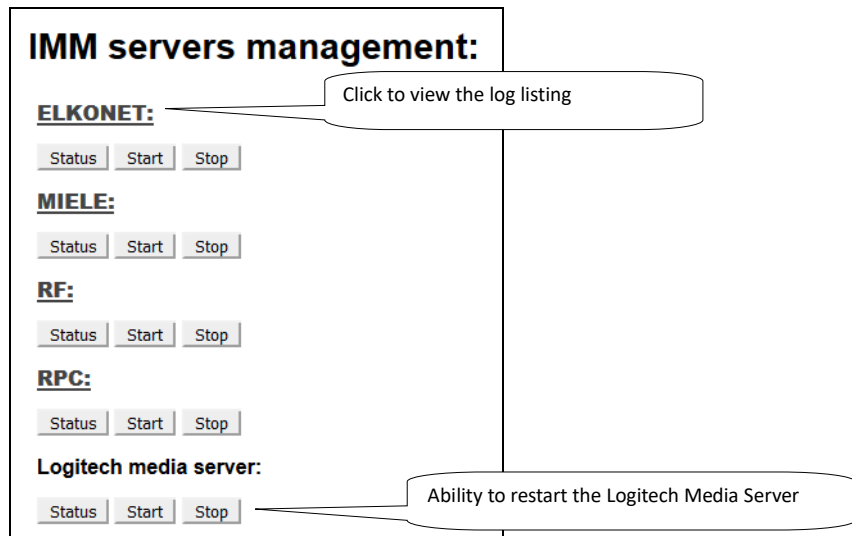 IMM servers management:
Click to view the log listing
ELKONET:
Status Start Stop
MIELE:
Status Start Stop
RF:
Status Start Stop
RPC:
Status Start Stop
Logitech media server:
Ability to restart the Logitech Media Server
Status Start Stop